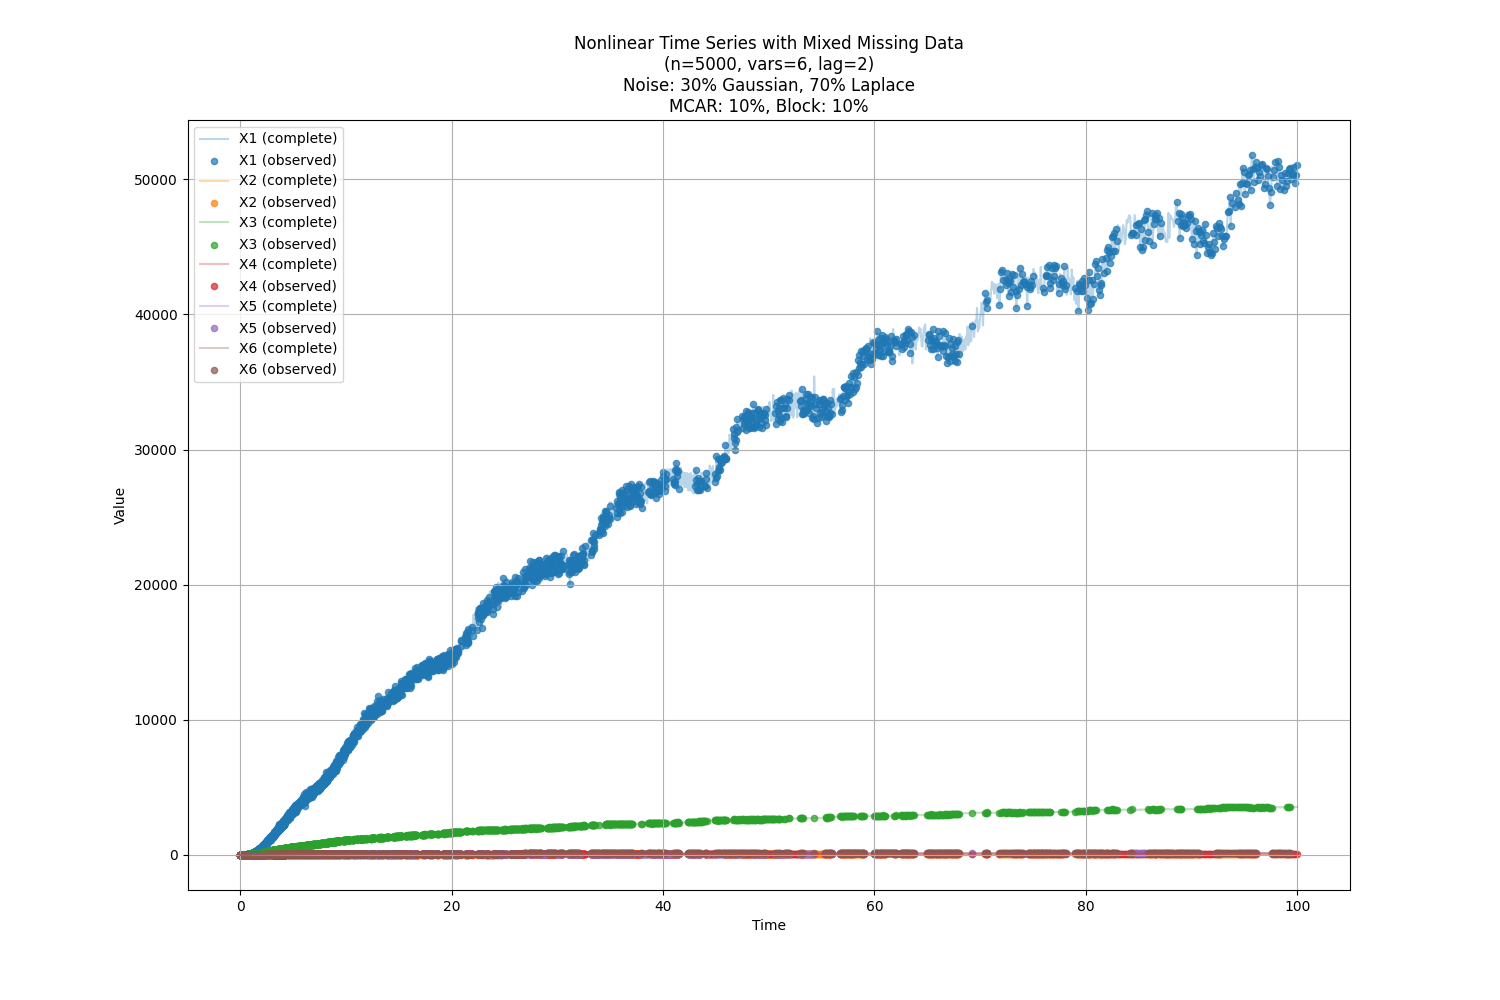 Nonlinear Time Series with Mixed Missing Data
(n=5000, vars=6, lag=2)
Noise: 30% Gaussian, 70% Laplace
MCAR: 10%, Block: 10%
X1 (complete)
X1 (observed)
X2 (complete)
X2 (observed)
X3 (complete)
X3 (observed)
X4 (complete)
X4 (observed)
X5 (complete)
X5 (observed)
X6 (complete)
X6 (observed)
50000
40000
30000
20000
10000
0
Value
0 20 40 60 80 100
Time